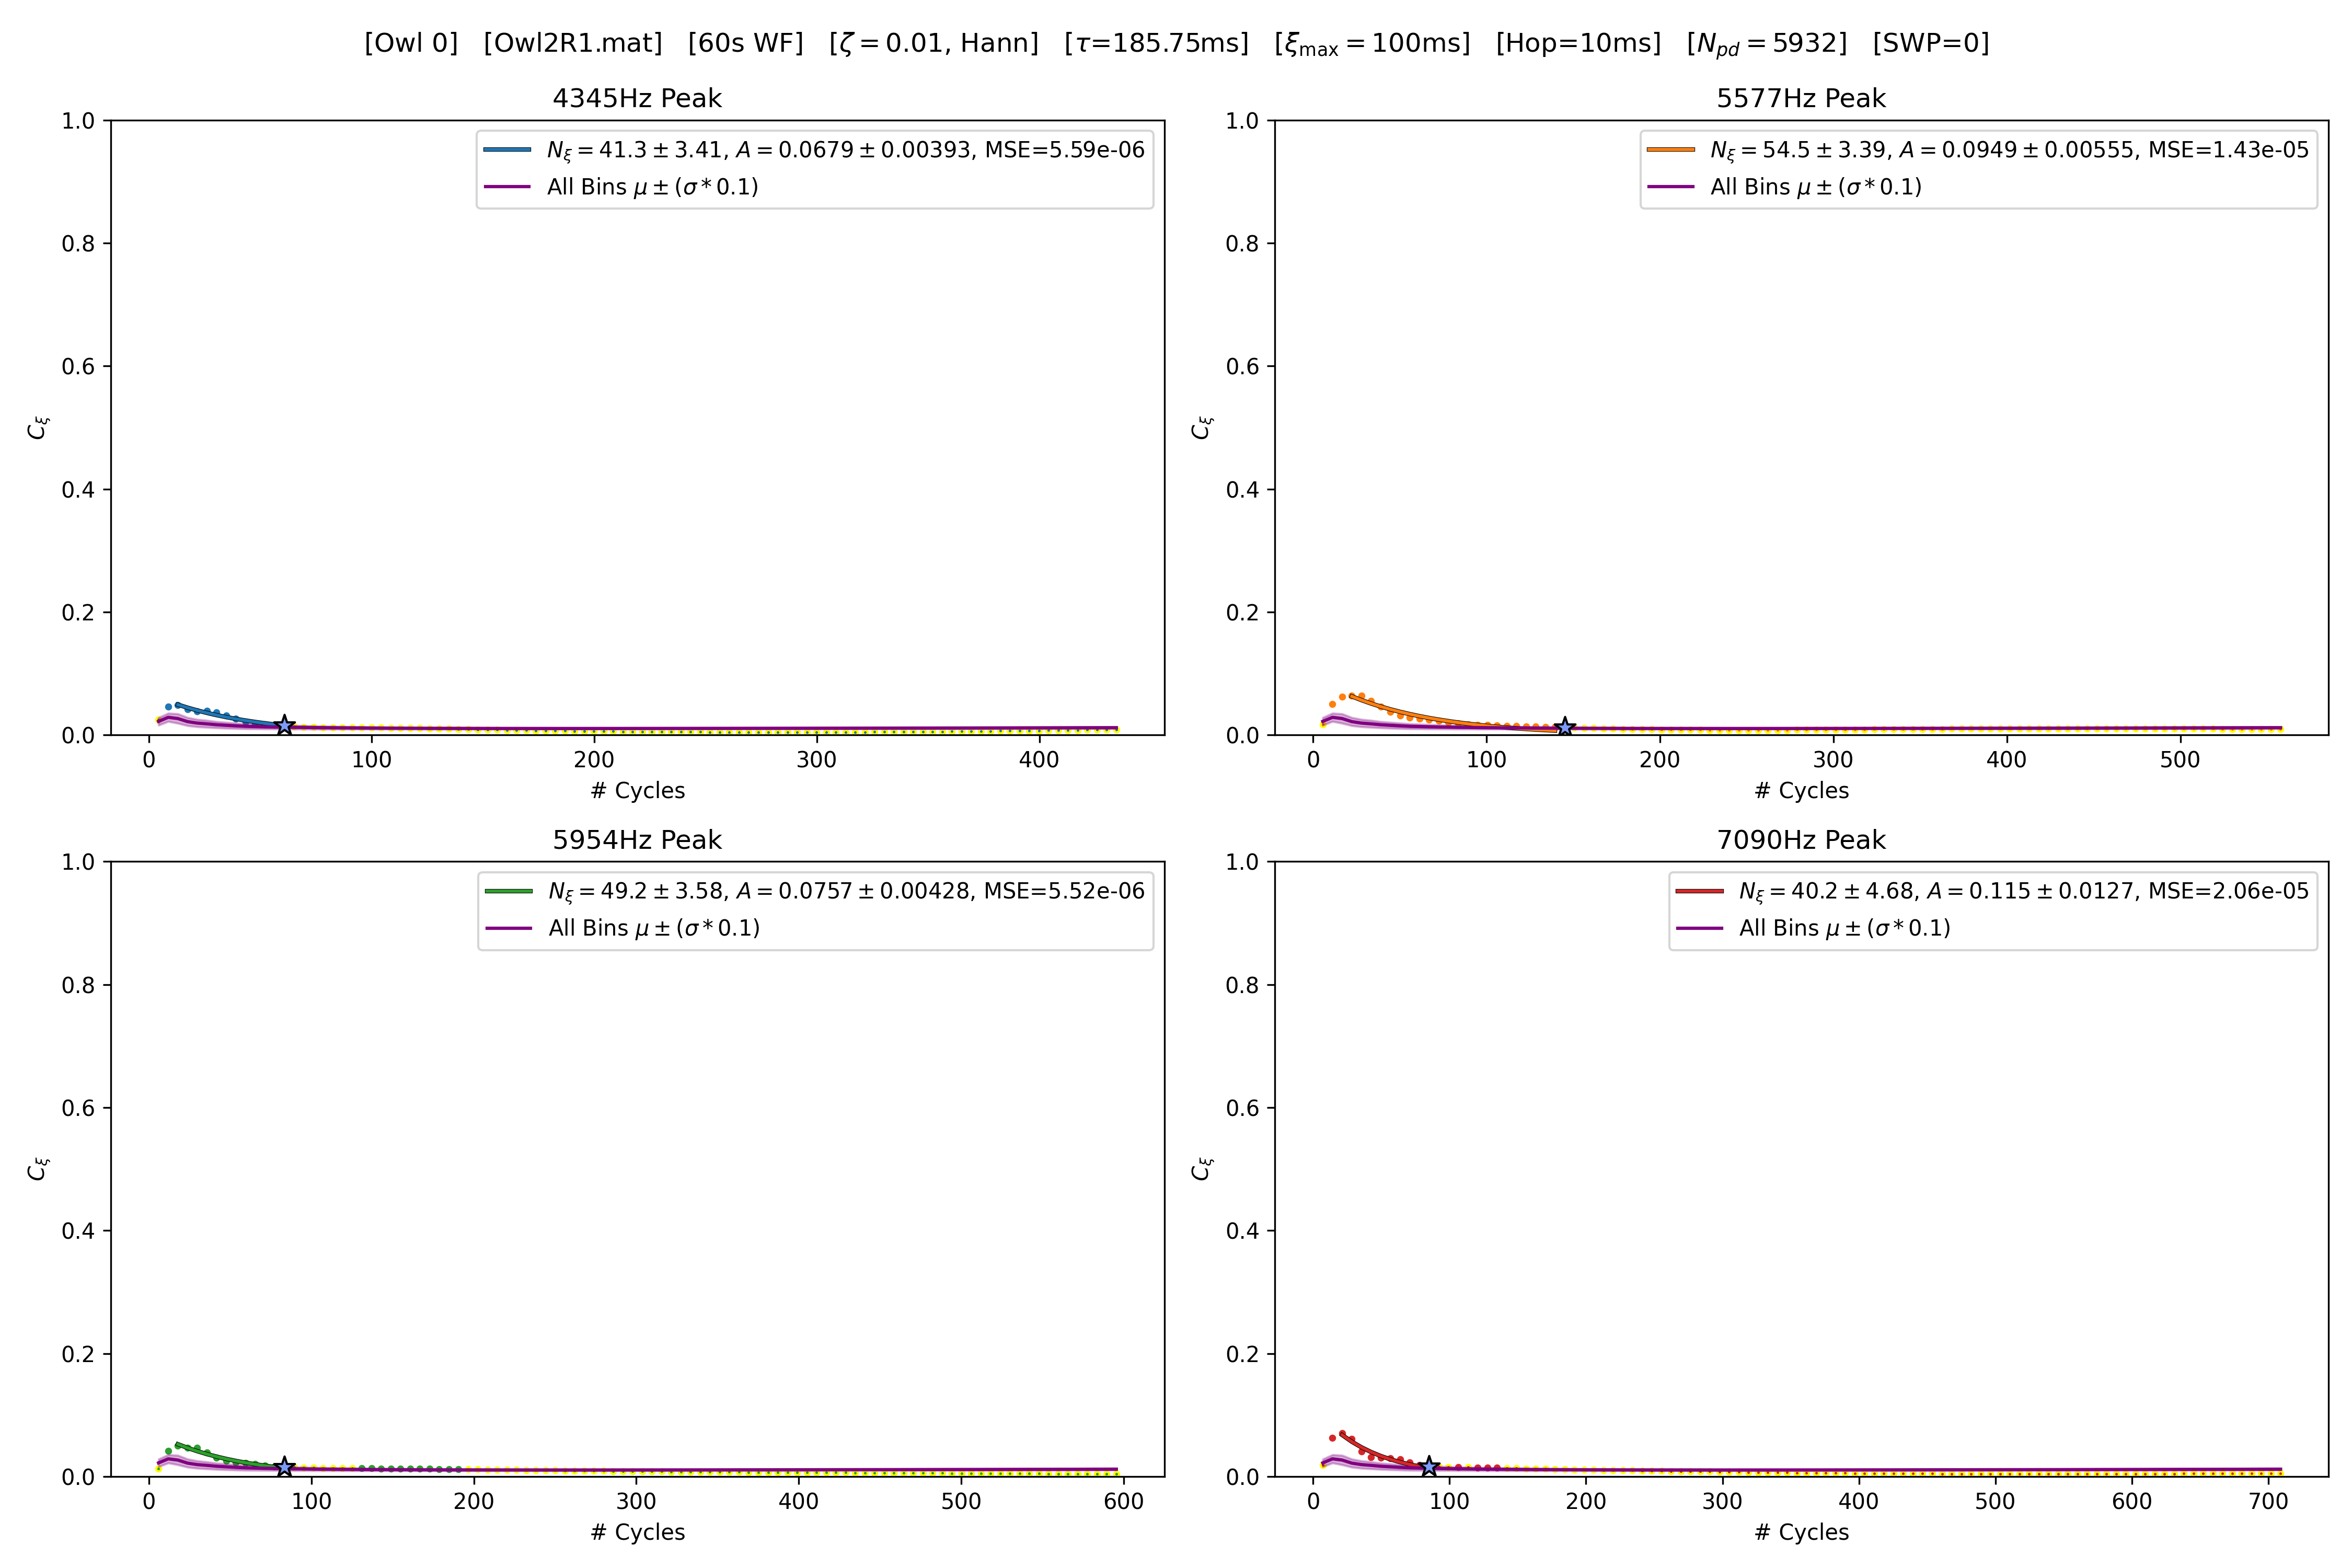 [Owl 0] [Owl2R1.mat] [60s WF] [ζ = 0.01, Hann] [τ=185.75ms] [ξmax = 100ms] [Hop=10ms] [Npd = 5932] [SWP=0]
4345Hz Peak
Nξ = 41.3 ± 3.41, A = 0.0679 ± 0.00393, MSE=5.59e-06
All Bins μ ± (σ * 0.1)
1.0
0.8
0.6
0.4
0.2
0.0
Cξ
0 100 200 300 400
# Cycles
5577Hz Peak
Nξ = 54.5 ± 3.39, A = 0.0949 ± 0.00555, MSE=1.43e-05
All Bins μ ± (σ * 0.1)
1.0
0.8
0.6
0.4
0.2
0.0
Cξ
0 100 200 300 400 500
# Cycles
5954Hz Peak
Nξ = 49.2 ± 3.58, A = 0.0757 ± 0.00428, MSE=5.52e-06
All Bins μ ± (σ * 0.1)
1.0
0.8
0.6
0.4
0.2
0.0
Cξ
0 100 200 300 400 500 600
# Cycles
7090Hz Peak
Nξ = 40.2 ± 4.68, A = 0.115 ± 0.0127, MSE=2.06e-05
All Bins μ ± (σ * 0.1)
1.0
0.8
0.6
0.4
0.2
0.0
Cξ
0 100 200 300 400 500 600 700
# Cycles